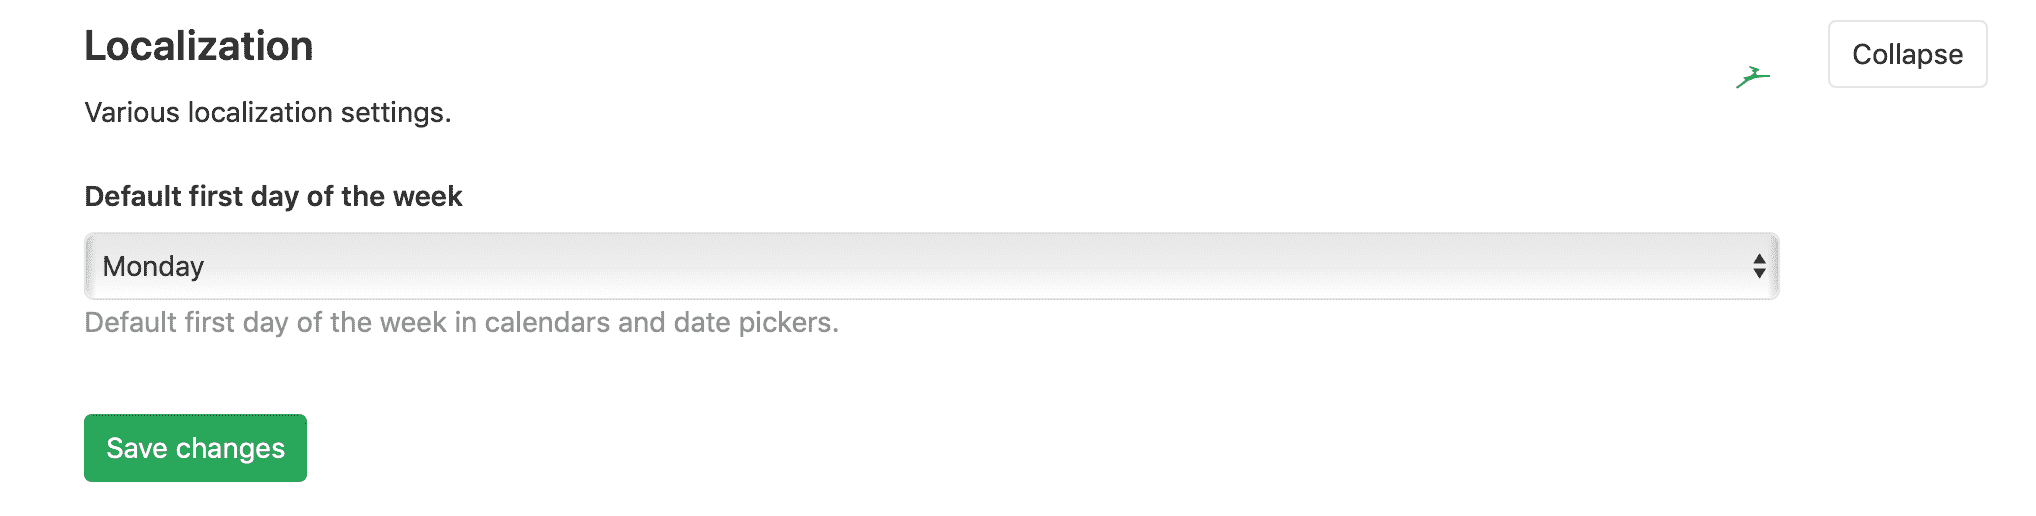 Localization
Collapse
Various localization settings.
Default first day of the week
Monday
Default first day of the week in calendars and date pickers.
Save changes